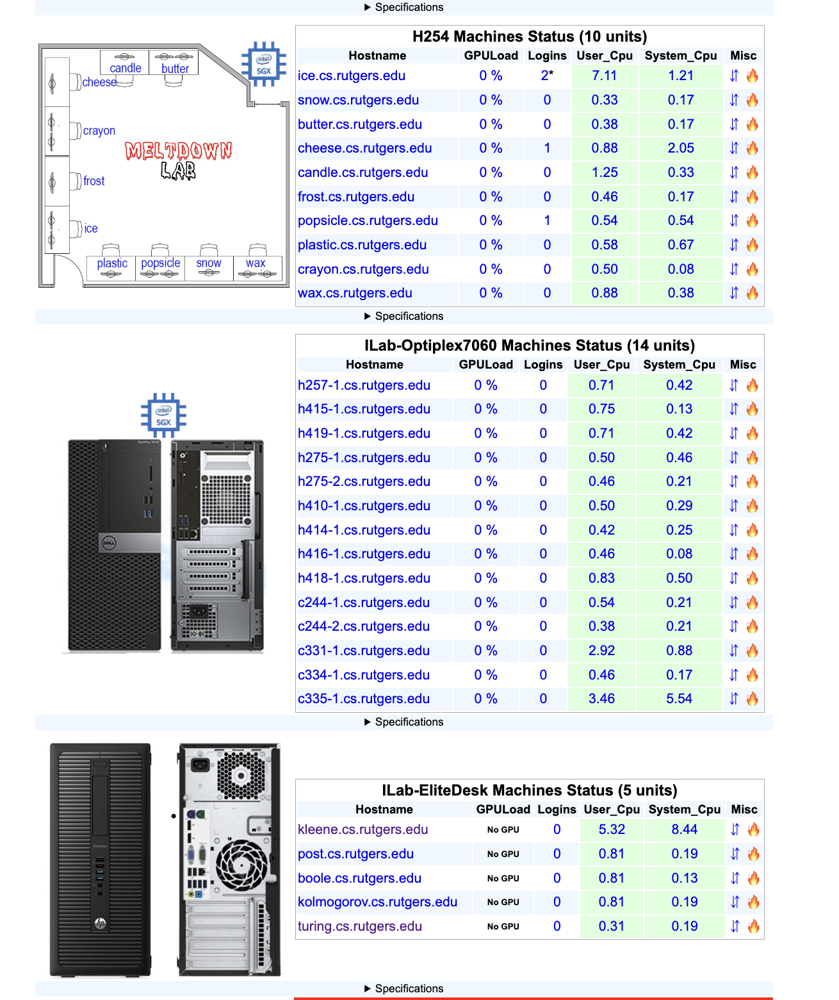 ▶ Specifications
H254 Machines Status (10 units)
Hostname GPULoad Logins User_Cpu System_Cpu Misc
ice.cs.rutgers.edu 0 % 2* 7.11 1.21
snow.cs.rutgers.edu 0 % 0 0.33 0.17
butter.cs.rutgers.edu 0 % 0 0.38 0.17
cheese.cs.rutgers.edu 0 % 1 0.88 2.05
candle.cs.rutgers.edu 0 % 0 1.25 0.33
frost.cs.rutgers.edu 0 % 0 0.46 0.17
popsicle.cs.rutgers.edu 0 % 1 0.54 0.54
plastic.cs.rutgers.edu 0 % 0 0.58 0.67
crayon.cs.rutgers.edu 0 % 0 0.50 0.08
wax.cs.rutgers.edu 0 % 0 0.88 0.38
candle butter
intel
SGX
cheese
crayon
MELTDOWN
LAB
frost
ice
plastic popsicle snow wax
▶ Specifications
ILab-Optiplex7060 Machines Status (14 units)
Hostname GPULoad Logins User_Cpu System_Cpu Misc
h257-1.cs.rutgers.edu 0 % 0 0.71 0.42
h415-1.cs.rutgers.edu 0 % 0 0.75 0.13
h419-1.cs.rutgers.edu 0 % 0 0.71 0.42
h275-1.cs.rutgers.edu 0 % 0 0.50 0.46
h275-2.cs.rutgers.edu 0 % 0 0.46 0.21
h410-1.cs.rutgers.edu 0 % 0 0.50 0.29
h414-1.cs.rutgers.edu 0 % 0 0.42 0.25
h416-1.cs.rutgers.edu 0 % 0 0.46 0.08
h418-1.cs.rutgers.edu 0 % 0 0.83 0.50
c244-1.cs.rutgers.edu 0 % 0 0.54 0.21
c244-2.cs.rutgers.edu 0 % 0 0.38 0.21
c331-1.cs.rutgers.edu 0 % 0 2.92 0.88
c334-1.cs.rutgers.edu 0 % 0 0.46 0.17
c335-1.cs.rutgers.edu 0 % 0 3.46 5.54
intel
SGX
DELL
▶ Specifications
ILab-EliteDesk Machines Status (5 units)
Hostname GPULoad Logins User_Cpu System_Cpu Misc
kleene.cs.rutgers.edu No GPU 0 5.32 8.44
post.cs.rutgers.edu No GPU 0 0.81 0.19
boole.cs.rutgers.edu No GPU 0 0.81 0.13
kolmogorov.cs.rutgers.edu No GPU 0 0.81 0.19
turing.cs.rutgers.edu No GPU 0 0.31 0.19
hp
▶ Specifications